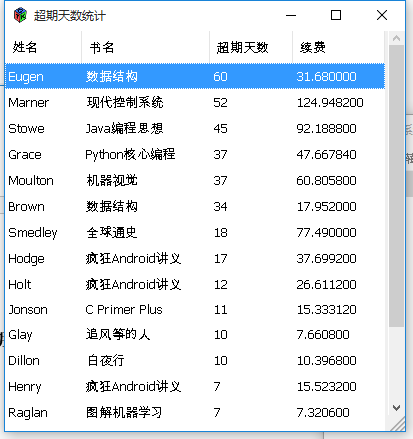 超期天数统计
姓名 书名 超期天数 续费
Eugen 数据结构 60 31.680000
Marner 现代控制系统 52 124.948200
Stowe Java编程思想 45 92.188800
Grace Python核心编程 37 47.667840
Moulton 机器视觉 37 60.805800
Brown 数据结构 34 17.952000
Smedley 全球通史 18 77.490000
Hodge 疯狂Android讲义 17 37.699200
Holt 疯狂Android讲义 12 26.611200
Jonson C Primer Plus 11 15.333120
Glay 追风筝的人 10 7.660800
Dillon 白夜行 10 10.396800
Henry 疯狂Android讲义 7 15.523200
Raglan 图解机器学习 7 7.320600